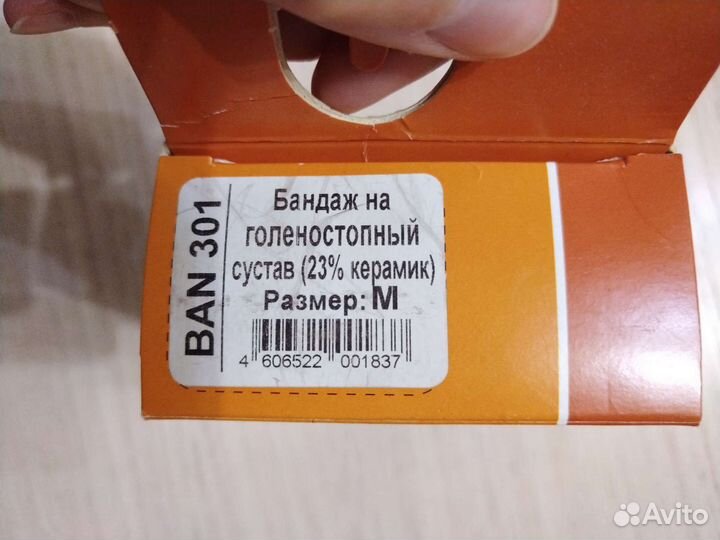 BAN 301
Бандаж на
голеностопный
сустав (23% керамик)
Размер: М
4 606522 001837
Avito